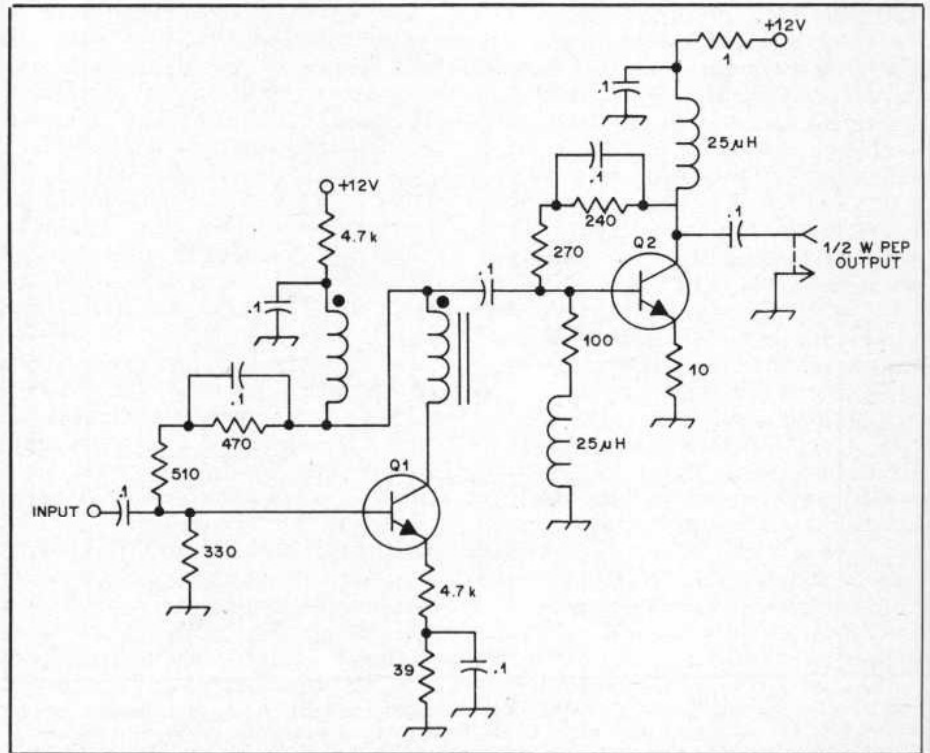 +12V
1
.1
25µH
.1
+12V
240
4.7k
.1
1/2 W PEP
OUTPUT
270
Q2
.1
.1
100
10
.1
470
25µH
510
Q1
.1
INPUT
330
4.7k
39
.1